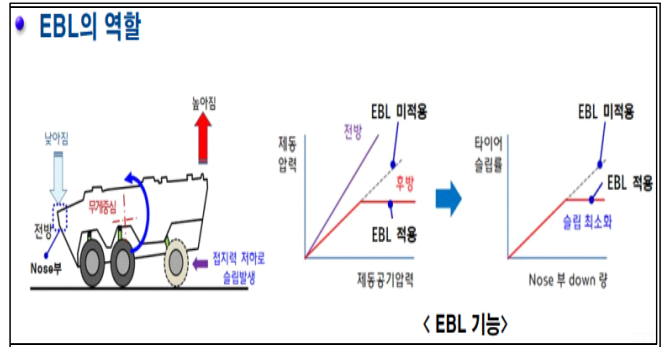 EBL의 역할
높아짐
낮아짐
무게중심
전방
Nose부
접지력 저하로
슬립발생
제동
압력
전방
EBL 미적용
후방
EBL 적용
제동공기압력
타이어
슬립률
EBL 미적용
EBL 적용
슬립 최소화
Nose 부 down 량
< EBL 기능>